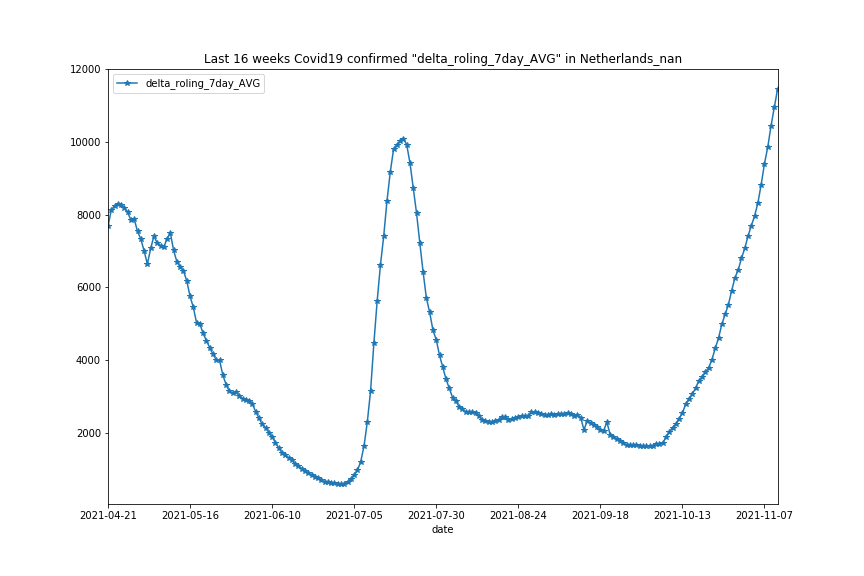 Last 16 weeks Covid19 confirmed "delta_roling_7day_AVG" in Netherlands_nan
delta_roling_7day_AVG
12000
10000
8000
6000
4000
2000
2021-04-21 2021-05-16 2021-06-10 2021-07-05 2021-07-30 2021-08-24 2021-09-18 2021-10-13 2021-11-07
date